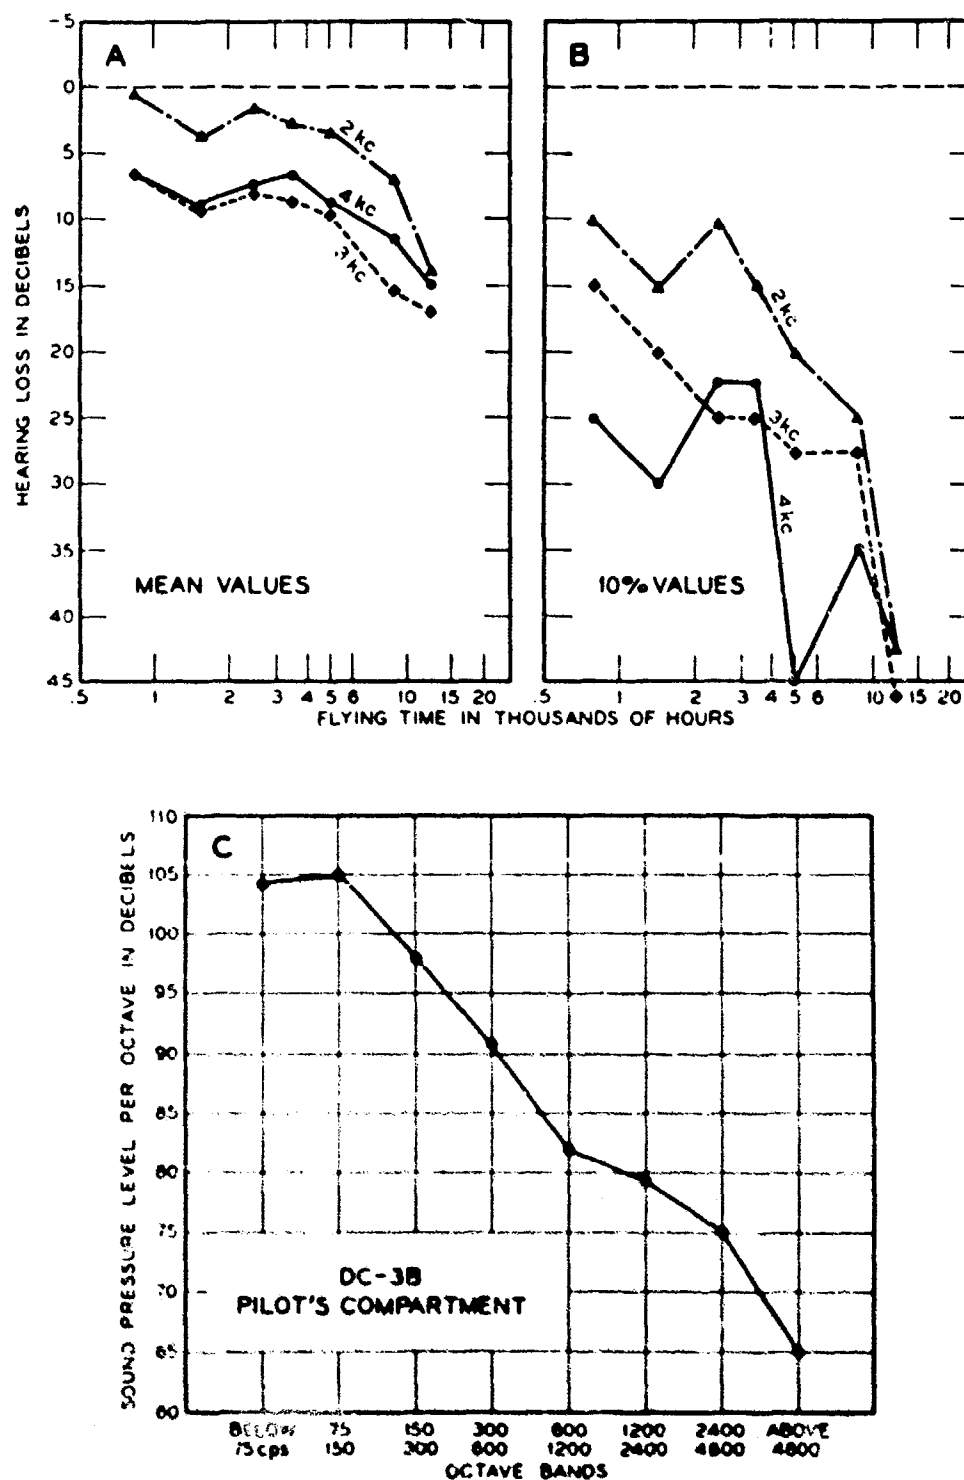 A
B
-5
0
5
10
15
20
25
30
35
40
45
HEARING LOSS IN DECIBELS
2 kc
4 kc
3 kc
2 kc
3 kc
4 kc
MEAN VALUES
10% VALUES
.5 1 2 3 4 5 6 10 15 20
.5 1 2 3 4 5 6 10 15 20
FLYING TIME IN THOUSANDS OF HOURS
C
110
105
100
95
90
85
80
75
70
65
60
SOUND PRESSURE LEVEL PER OCTAVE IN DECIBELS
DC-3B
PILOT'S COMPARTMENT
BELOW 75 150 300 600 1200 2400 ABOVE
75 cps 150 300 600 1200 2400 4800 4800
OCTAVE BANDS